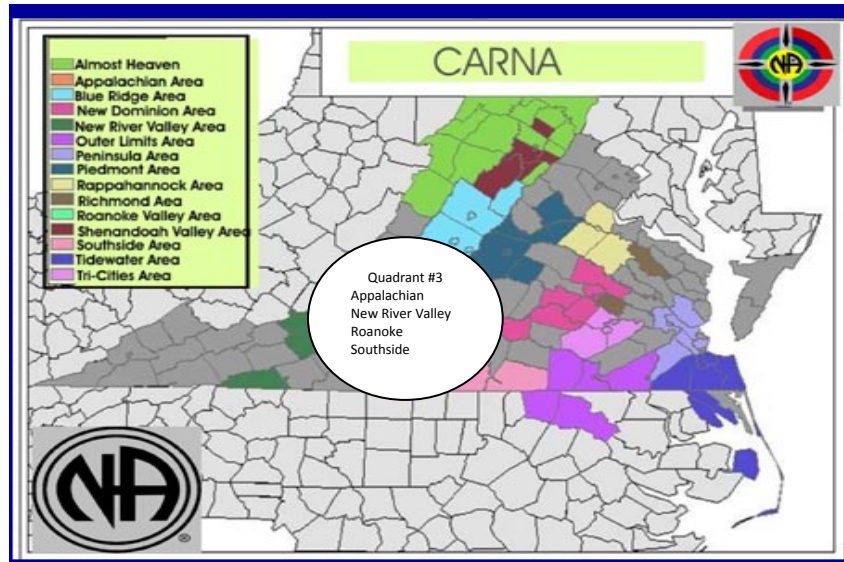 CARNA
NA
Almost Heaven
Appalachian Area
Blue Ridge Area
New Dominion Area
New River Valley Area
Outer Limits Area
Peninsula Area
Piedmont Area
Rappahannock Area
Richmond Aea
Roanoke Valley Area
Shenandoah Valley Area
Southside Area
Tidewater Area
Tri-Cities Area
Quadrant #3
Appalachian
New River Valley
Roanoke
Southside
NA
®